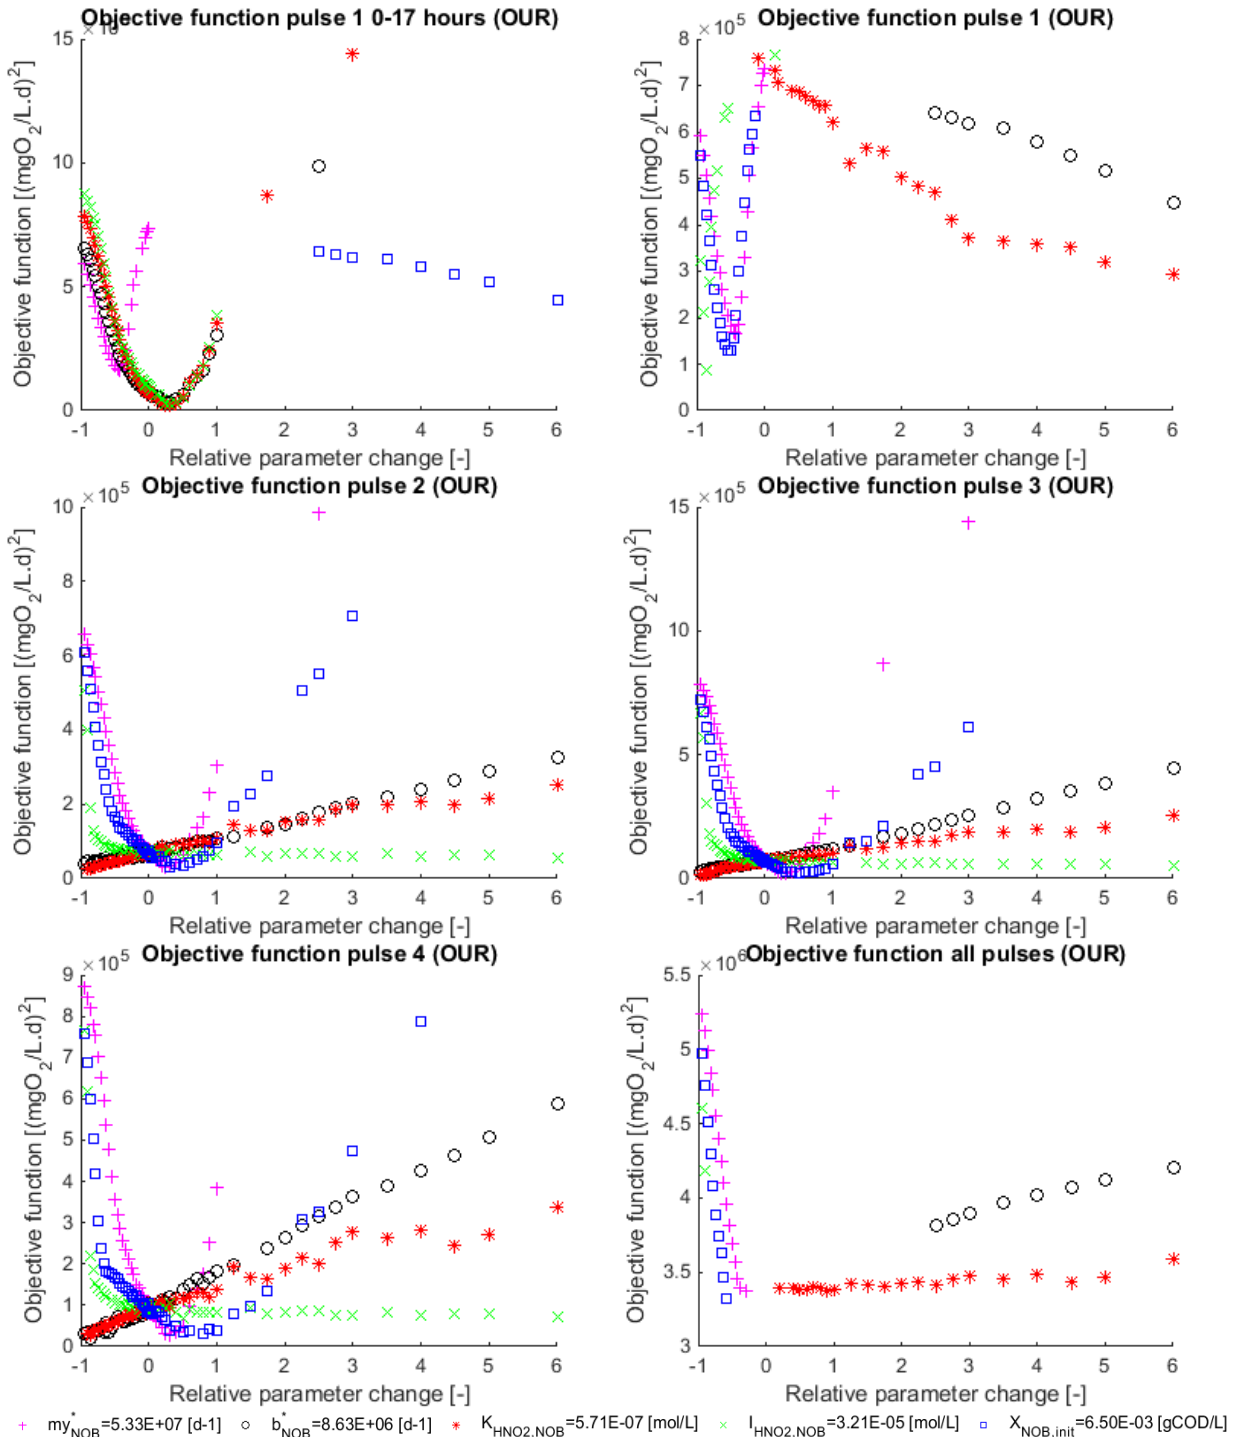 Objective function pulse 1 0-17 hours (OUR)
15
10
5
0
-1 0 1 2 3 4 5 6
Relative parameter change [-]
Objective function [(mgO2/L.d)^2]
Objective function pulse 1 (OUR)
× 10^5
8
7
6
5
4
3
2
1
0
-1 0 1 2 3 4 5 6
Relative parameter change [-]
Objective function [(mgO2/L.d)^2]
Objective function pulse 2 (OUR)
× 10^5
10
8
6
4
2
0
-1 0 1 2 3 4 5 6
Relative parameter change [-]
Objective function [(mgO2/L.d)^2]
Objective function pulse 3 (OUR)
× 10^5
15
10
5
0
-1 0 1 2 3 4 5 6
Relative parameter change [-]
Objective function [(mgO2/L.d)^2]
Objective function pulse 4 (OUR)
× 10^5
9
8
7
6
5
4
3
2
1
0
-1 0 1 2 3 4 5 6
Relative parameter change [-]
Objective function [(mgO2/L.d)^2]
Objective function all pulses (OUR)
× 10^6
5.5
5
4.5
4
3.5
3
-1 0 1 2 3 4 5 6
Relative parameter change [-]
Objective function [(mgO2/L.d)^2]
my*NOB=5.33E+07 [d-1] b*NOB=8.63E+06 [d-1] KHNO2,NOB=5.71E-07 [mol/L] IHNO2,NOB=3.21E-05 [mol/L] XNOB,init=6.50E-03 [gCOD/L]